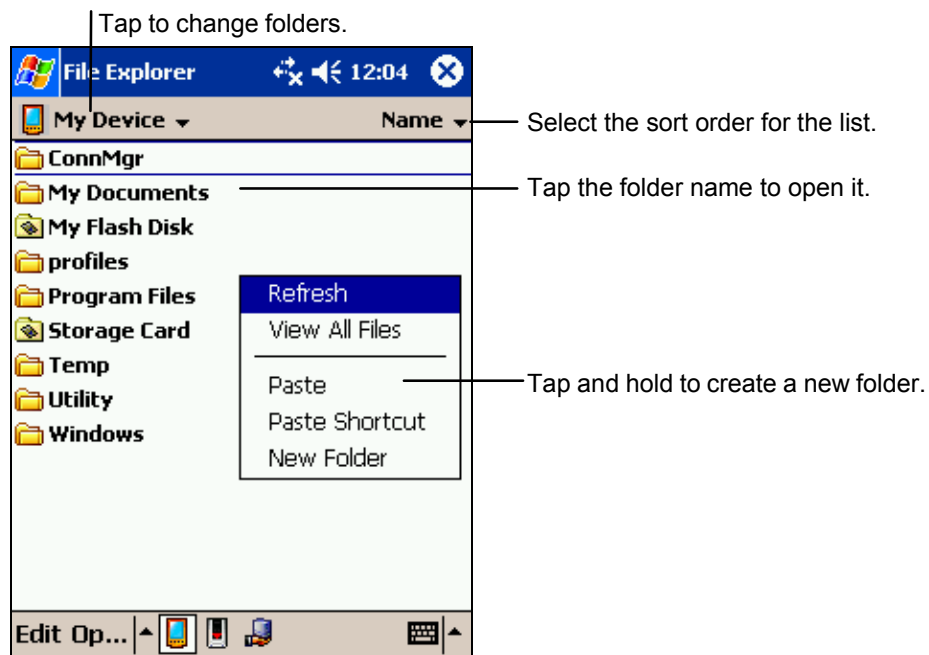 Tap to change folders.
File Explorer 12:04
My Device Name
Select the sort order for the list.
ConnMgr
My Documents
Tap the folder name to open it.
My Flash Disk
profiles
Program Files
Storage Card
Temp
Utility
Windows
Refresh
View All Files
Paste
Tap and hold to create a new folder.
Paste Shortcut
New Folder
Edit Op...